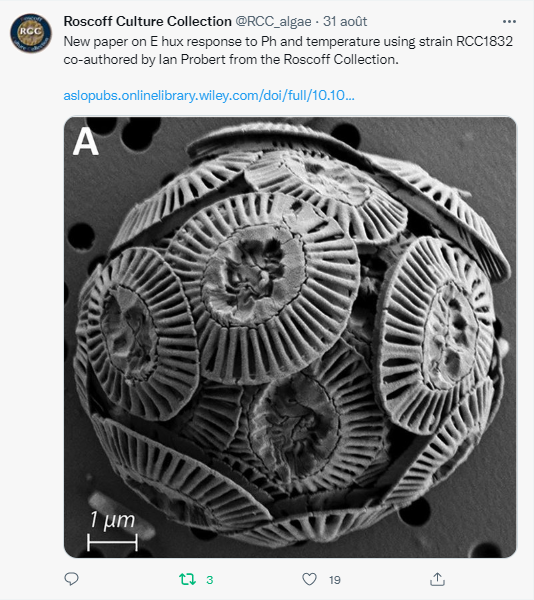 Roscoff Culture Collection @RCC_algae · 31 août
New paper on E hux response to Ph and temperature using strain RCC1832
co-authored by Ian Probert from the Roscoff Collection.
aslopubs.onlinelibrary.wiley.com/doi/full/10.10...
A
1 µm
3
19